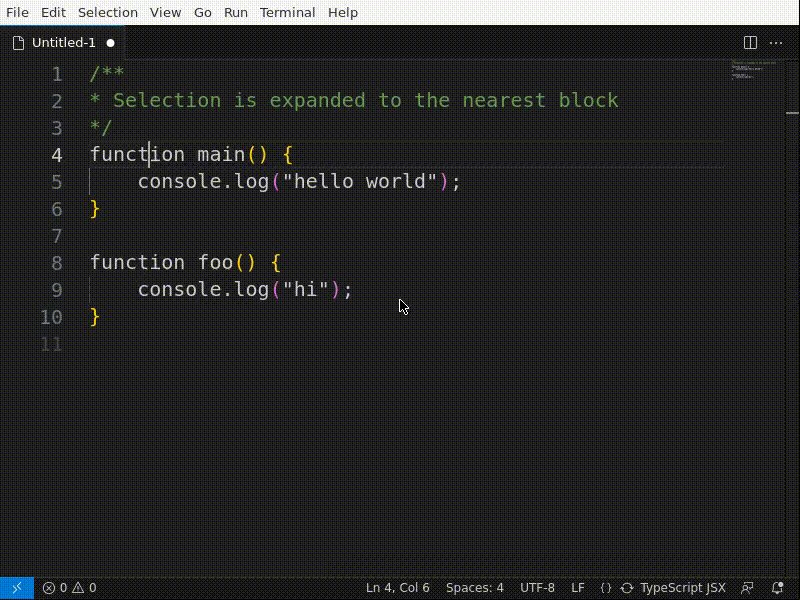 File Edit Selection View Go Run Terminal Help
Untitled-1
1 /**
2 * Selection is expanded to the nearest block
3 */
4 function main() {
5     console.log("hello world");
6 }
7
8 function foo() {
9     console.log("hi");
10 }
11
0 0 Ln 4, Col 6 Spaces: 4 UTF-8 LF {} TypeScript JSX